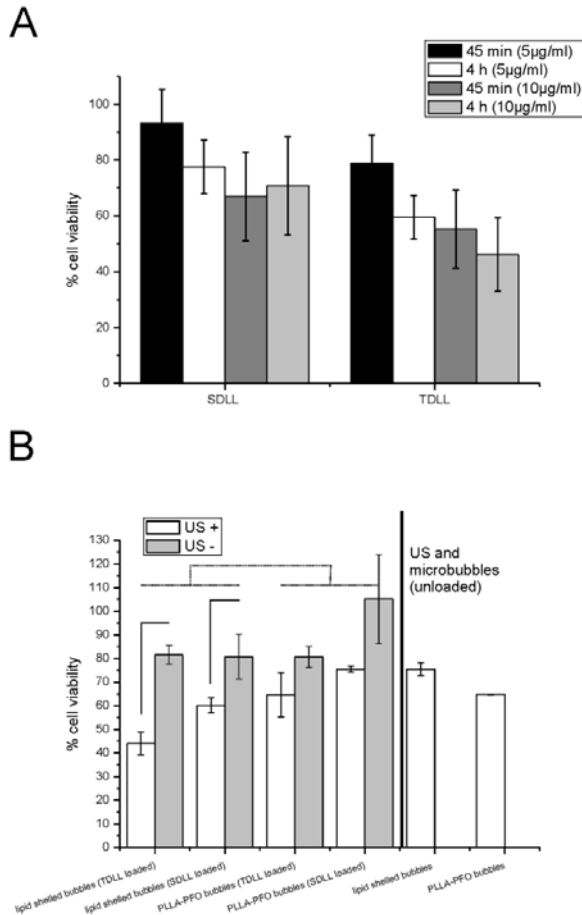 A
45 min (5µg/ml)
4 h (5µg/ml)
45 min (10µg/ml)
4 h (10µg/ml)
% cell viability
100
80
60
40
20
0
SDLL
TDLL
B
US +
US -
US and
microbubbles
(unloaded)
% cell viability
130
120
110
100
90
80
70
60
50
40
30
20
10
0
lipid shelled bubbles (TDLL loaded)
lipid shelled bubbles (SDLL loaded)
PLLA-PFO bubbles (TDLL loaded)
PLLA-PFO bubbles (SDLL loaded)
lipid shelled bubbles
PLLA-PFO bubbles